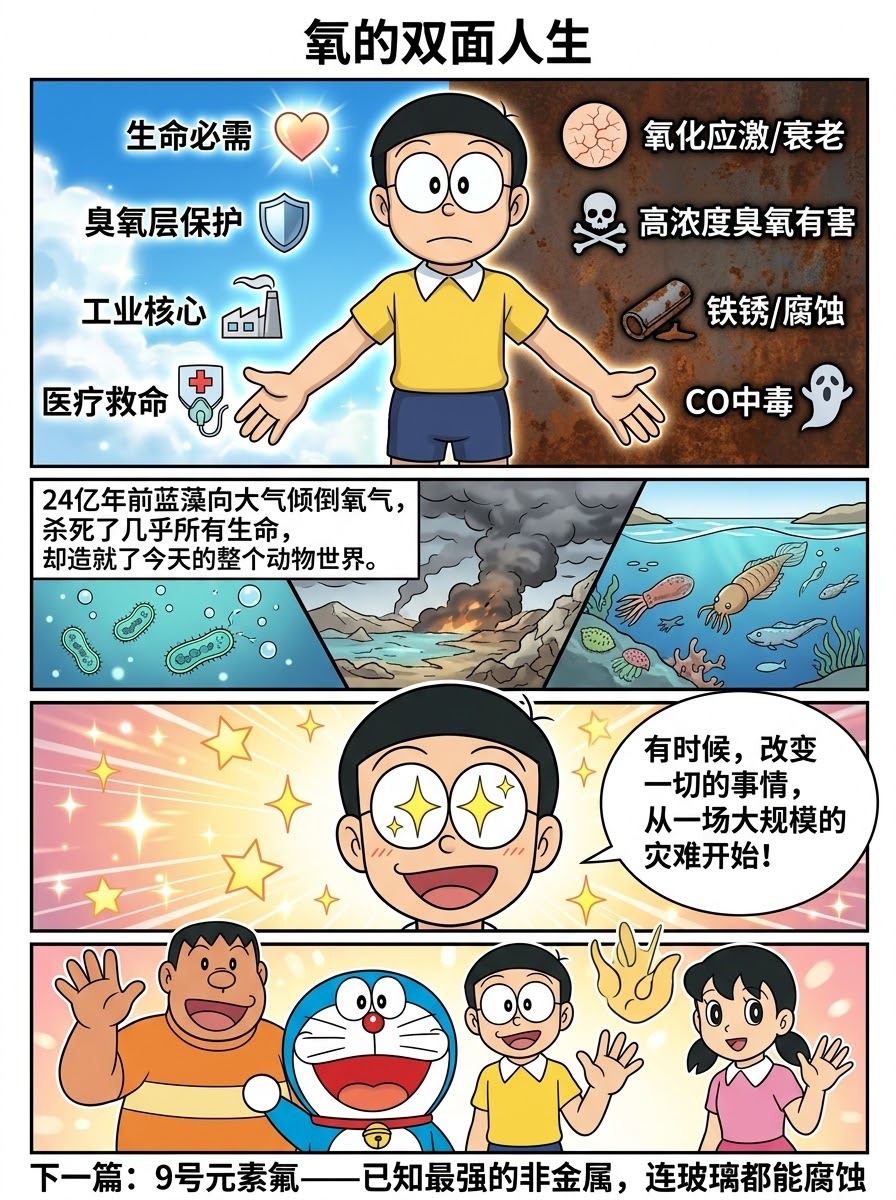 氧的双面人生
生命必需
臭氧层保护
工业核心
医疗救命
氧化应激/衰老
高浓度臭氧有害
铁锈/腐蚀
CO中毒
24亿年前蓝藻向大气倾倒氧气，
杀死了几乎所有生命，
却造就了今天的整个动物世界。
有时候，改变
一切的事情，
从一场大规模的
灾难开始！
下一篇：9号元素氟——已知最强的非金属，连玻璃都能腐蚀